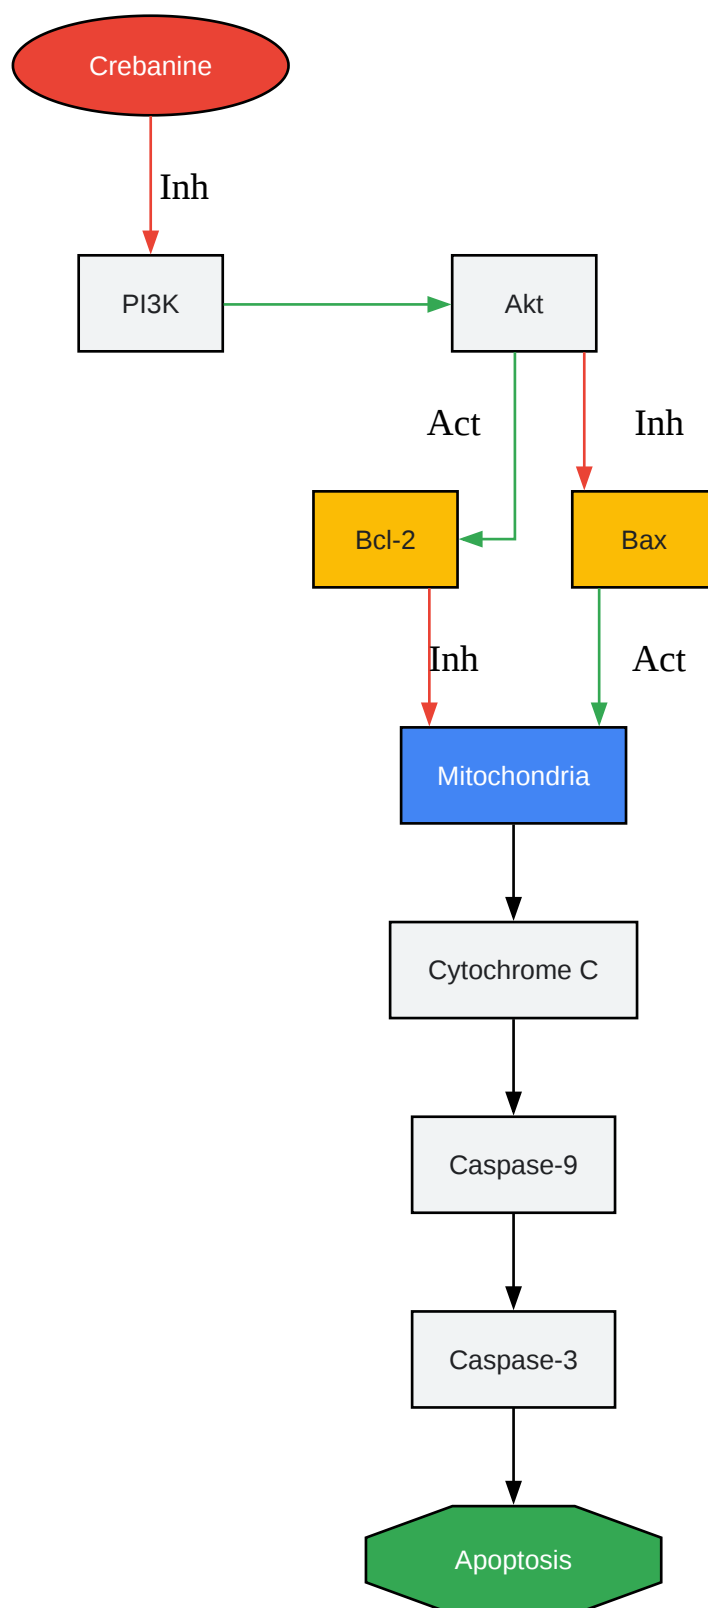 Crebanine
Inh
PI3K
Akt
Act
Inh
Bcl-2
Bax
Inh
Act
Mitochondria
Cytochrome C
Caspase-9
Caspase-3
Apoptosis